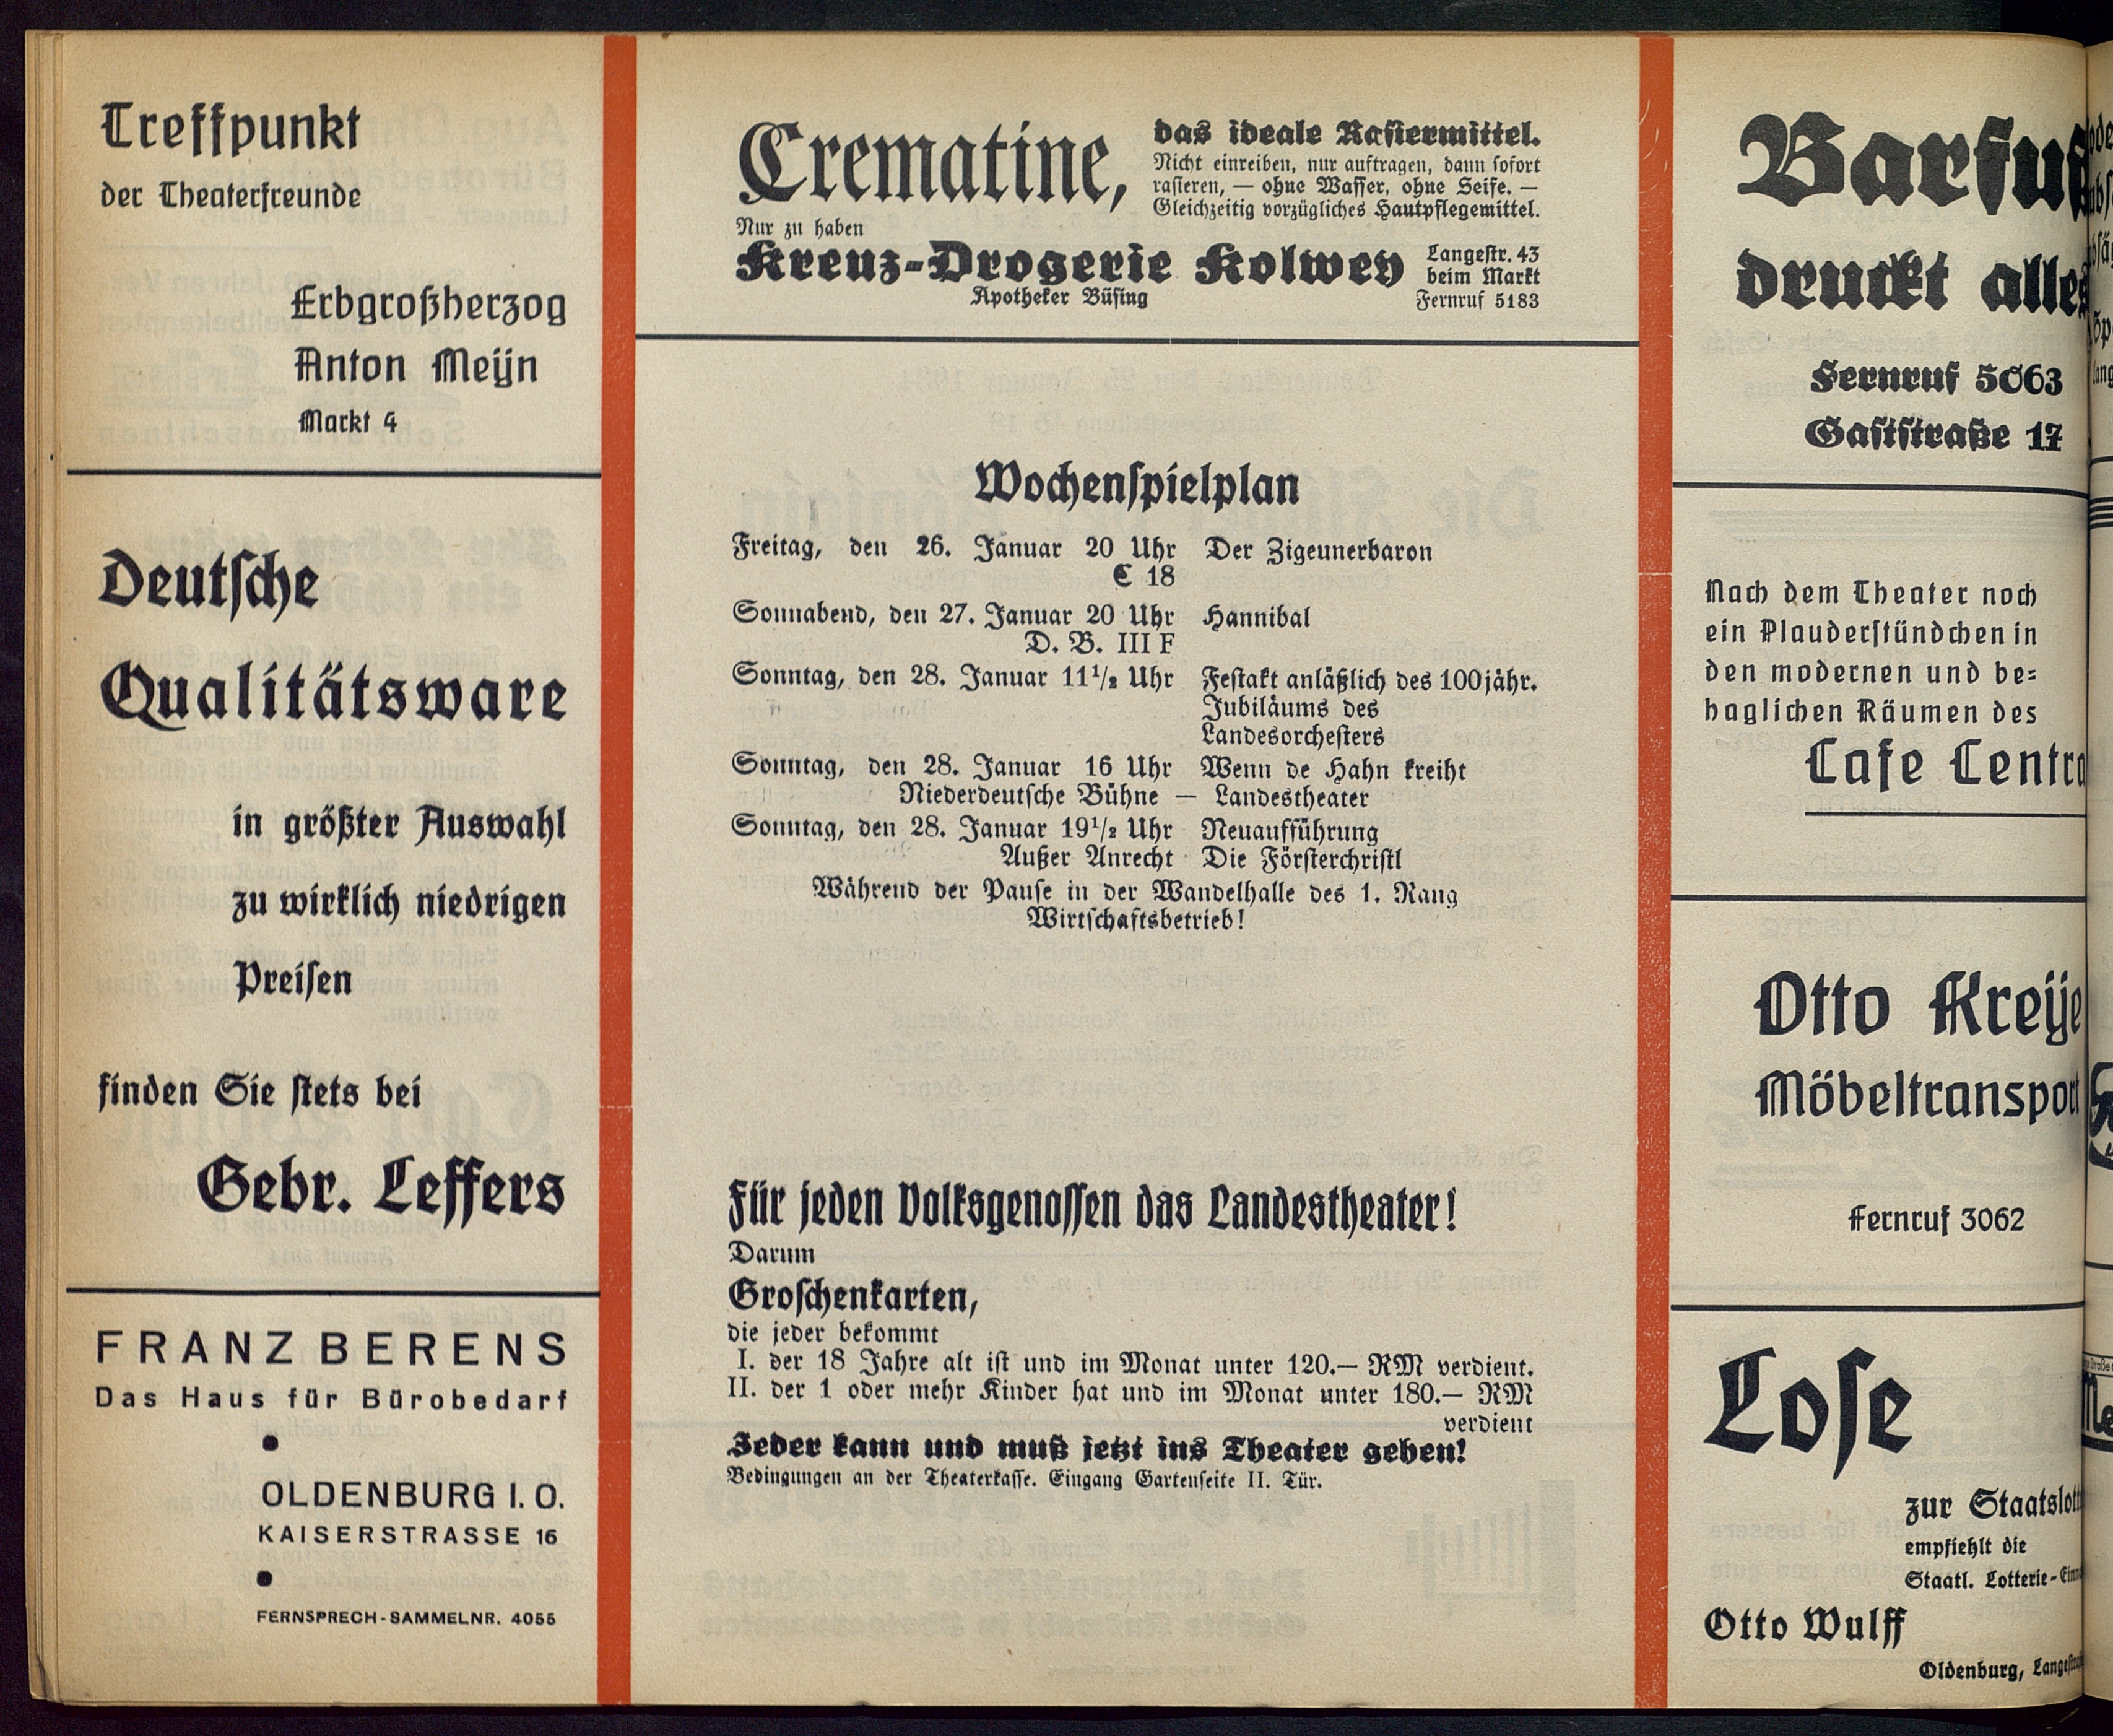 Treffpunkt
der Theaterfreunde
Erbgroßherzog
Anton Meijn
Markt 4
Deutsche
Qualitätsware
in größter Auswahl
zu wirklich niedrigen
Preisen
finden Sie stets bei
Gebr. Leffers
FRANZ BERENS
Das Haus für Bürobedarf
OLDENBURG I. O.
KAISERSTRASSE 16
FERNSPRECH-SAMMELNR. 4055
Crematine,
das ideale Rasiermittel.
Nicht einreiben, nur auftragen, dann sofort
rasieren, — ohne Wasser, ohne Seife. —
Gleichzeitig vorzügliches Hautpflegemittel.
Nur zu haben
Kreuz-Drogerie Kolwey
Apotheker Büsing
Langestr. 43
beim Markt
Fernruf 5183
Wochenspielplan
Freitag, den 26. Januar 20 Uhr Der Zigeunerbaron
C 18
Sonnabend, den 27. Januar 20 Uhr Hannibal
D. B. III F
Sonntag, den 28. Januar 11½ Uhr Festakt anläßlich des 100jähr.
Jubiläums des
Landesorchesters
Sonntag, den 28. Januar 16 Uhr Wenn de Hahn kreiht
Niederdeutsche Bühne — Landestheater
Sonntag, den 28. Januar 19½ Uhr Neuaufführung
Außer Anrecht Die Försterchristl
Während der Pause in der Wandelhalle des 1. Rang
Wirtschaftsbetrieb!
Für jeden Volksgenossen das Landestheater!
Darum
Groschenkarten,
die jeder bekommt
I. der 18 Jahre alt ist und im Monat unter 120.— RM verdient.
II. der 1 oder mehr Kinder hat und im Monat unter 180.— RM
verdient
Jeder kann und muß jetzt ins Theater gehen!
Bedingungen an der Theaterkasse. Eingang Gartenseite II. Tür.
druckt alles
Fernruf 5063
Gaststraße 17
Nach dem Theater noch
ein Plauderstündchen in
den modernen und be-
haglichen Räumen des
Cafe
Otto
Möbeltransport
Fernruf 3062
Lose
zur
empfiehlt die
Staatl. Lotterie-
Otto Wulff
Oldenburg,